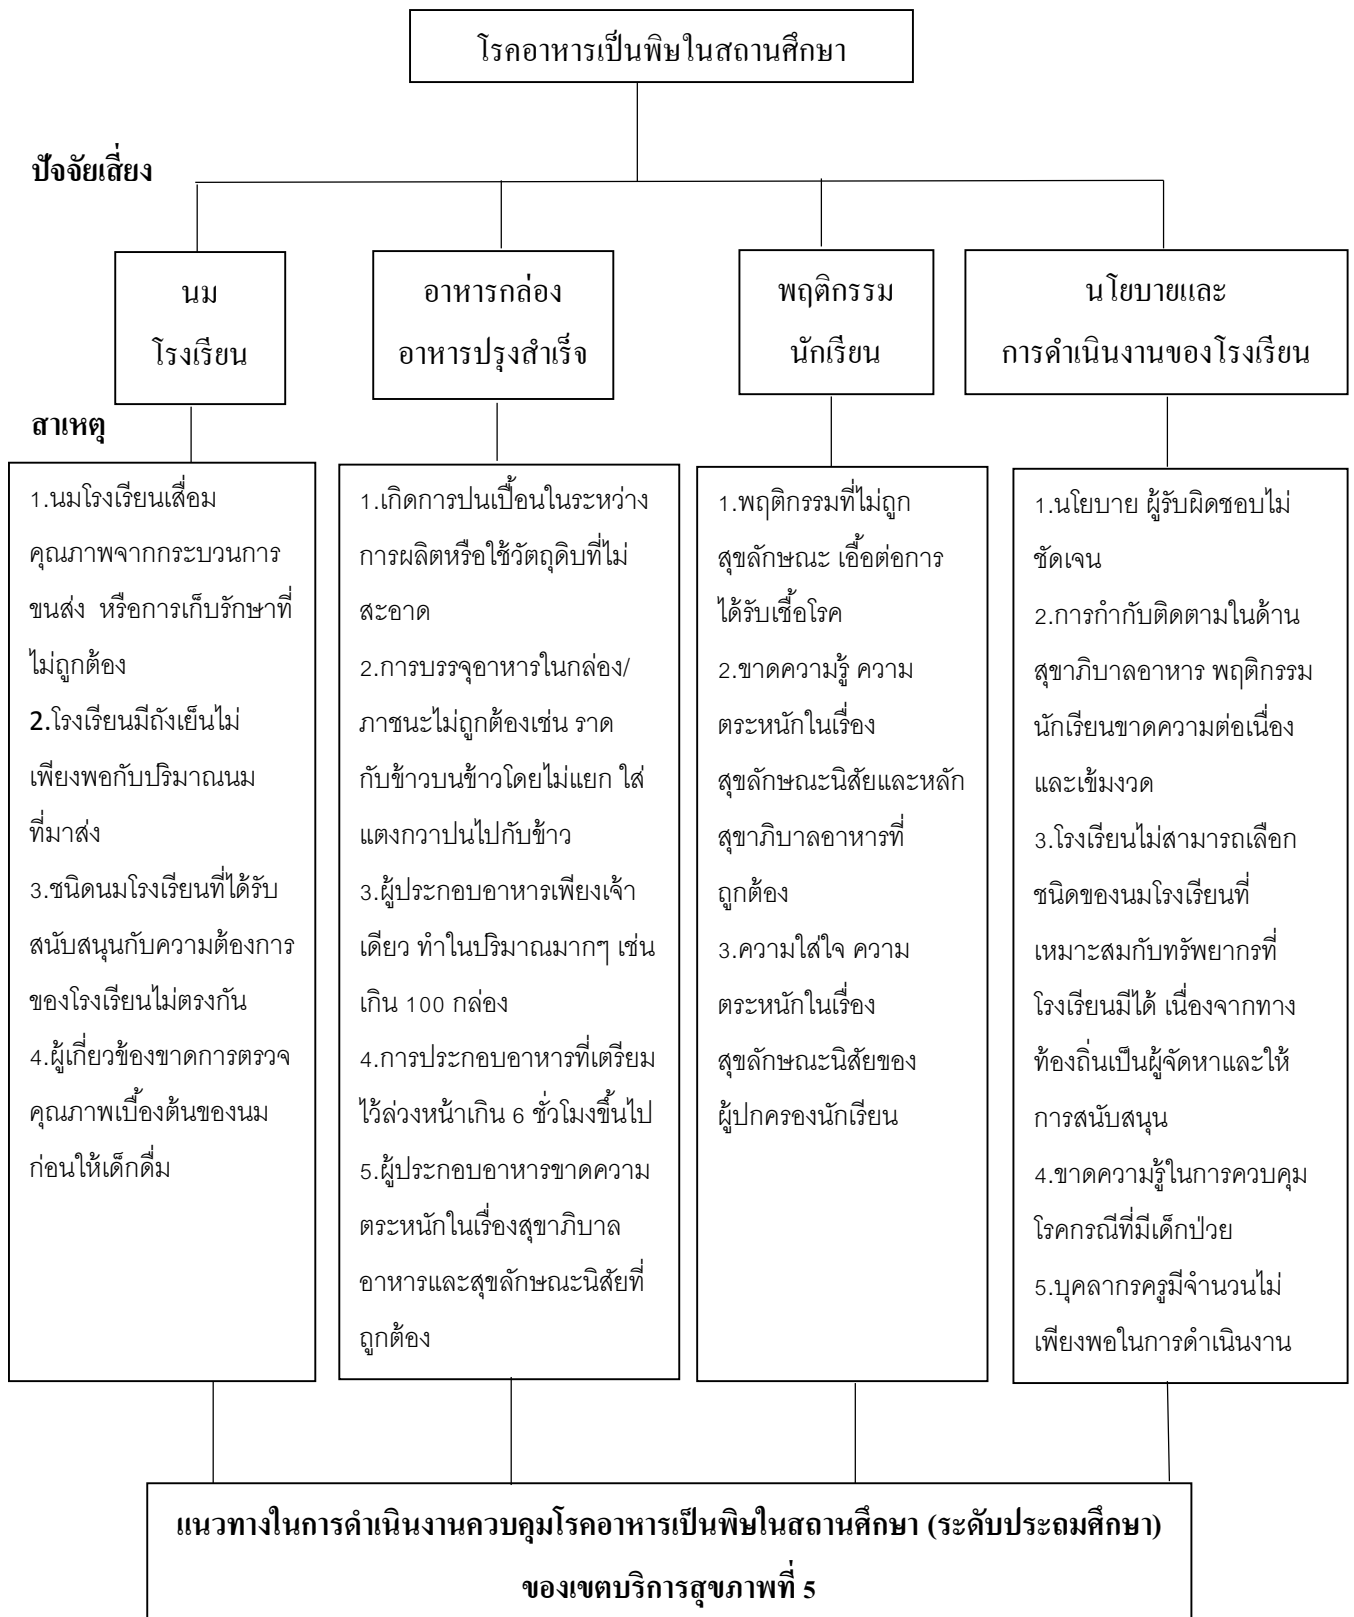 โรคอาหารเป็นพิษในสถานศึกษา
ปัจจัยเสี่ยง
นม
โรงเรียน
อาหารกล่อง
อาหารปรุงสำเร็จ
พฤติกรรม
นักเรียน
นโยบายและ
การดำเนินงานของโรงเรียน
สาเหตุ
1.นมโรงเรียนเสื่อม
คุณภาพจากกระบวนการ
ขนส่ง หรือการเก็บรักษาที่
ไม่ถูกต้อง
2.โรงเรียนมีถังเย็นไม่
เพียงพอกับปริมาณนม
ที่มาส่ง
3.ชนิดนมโรงเรียนที่ได้รับ
สนับสนุนกับความต้องการ
ของโรงเรียนไม่ตรงกัน
4.ผู้เกี่ยวข้องขาดการตรวจ
คุณภาพเบื้องต้นของนม
ก่อนให้เด็กดื่ม
1.เกิดการปนเปื้อนในระหว่าง
การผลิตหรือใช้วัตถุดิบที่ไม่
สะอาด
2.การบรรจุอาหารในกล่อง/
ภาชนะไม่ถูกต้องเช่น ราด
กับข้าวบนข้าวโดยไม่แยก ใส่
แตงกวาปนไปกับข้าว
3.ผู้ประกอบอาหารเพียงเจ้า
เดียว ทำในปริมาณมากๆ เช่น
เกิน 100 กล่อง
4.การประกอบอาหารที่เตรียม
ไว้ล่วงหน้าเกิน 6 ชั่วโมงขึ้นไป
5.ผู้ประกอบอาหารขาดความ
ตระหนักในเรื่องสุขาภิบาล
อาหารและสุขลักษณะนิสัยที่
ถูกต้อง
1.พฤติกรรมที่ไม่ถูก
สุขลักษณะ เอื้อต่อการ
ได้รับเชื้อโรค
2.ขาดความรู้ ความ
ตระหนักในเรื่อง
สุขลักษณะนิสัยและหลัก
สุขาภิบาลอาหารที่
ถูกต้อง
3.ความใส่ใจ ความ
ตระหนักในเรื่อง
สุขลักษณะนิสัยของ
ผู้ปกครองนักเรียน
1.นโยบาย ผู้รับผิดชอบไม่
ชัดเจน
2.การกำกับติดตามในด้าน
สุขาภิบาลอาหาร พฤติกรรม
นักเรียนขาดความต่อเนื่อง
และเข้มงวด
3.โรงเรียนไม่สามารถเลือก
ชนิดของนมโรงเรียนที่
เหมาะสมกับทรัพยากรที่
โรงเรียนมีได้ เนื่องจากทาง
ท้องถิ่นเป็นผู้จัดหาและให้
การสนับสนุน
4.ขาดความรู้ในการควบคุม
โรคกรณีที่มีเด็กป่วย
5.บุคลากรครูมีจำนวนไม่
เพียงพอในการดำเนินงาน
แนวทางในการดำเนินงานควบคุมโรคอาหารเป็นพิษในสถานศึกษา (ระดับประถมศึกษา)
ของเขตบริการสุขภาพที่ 5